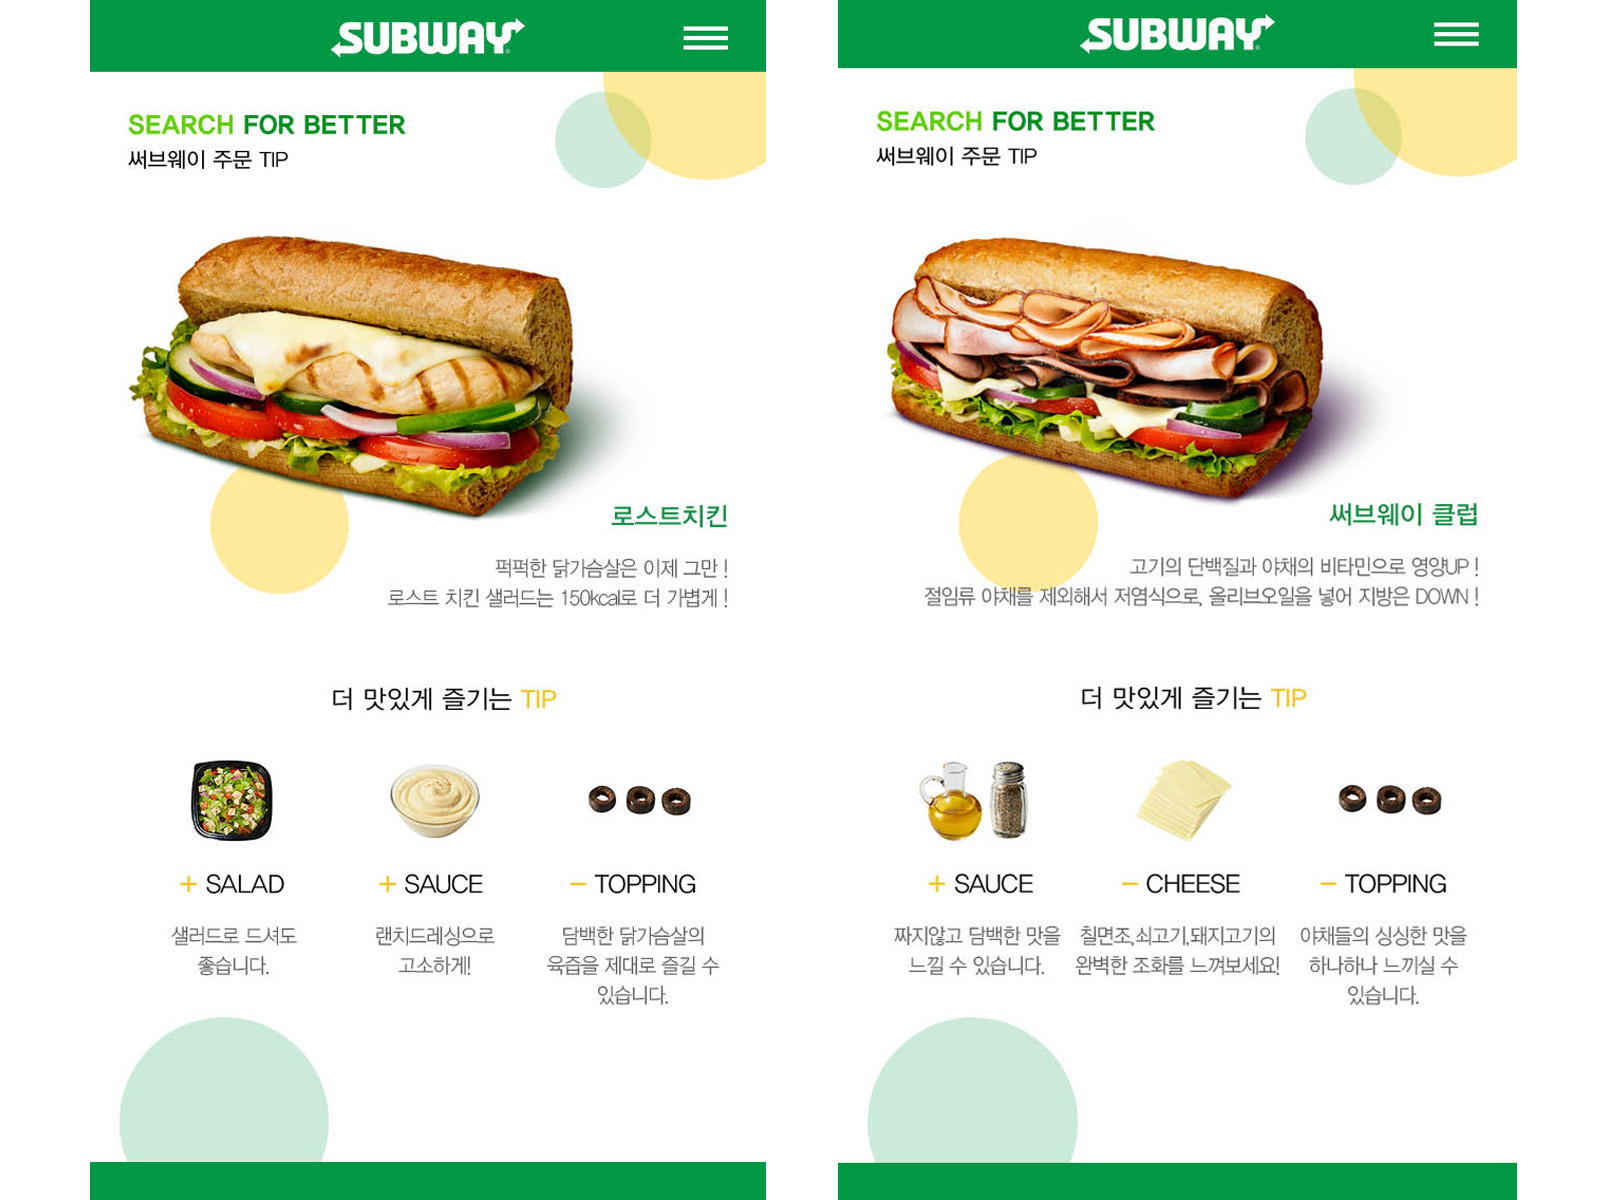 SUBWAY
SEARCH FOR BETTER
써브웨이 주문 TIP
로스트치킨
퍽퍽한 닭가슴살은 이제 그만 !
로스트 치킨 샐러드는 150kcal로 더 가볍게 !
더 맛있게 즐기는 TIP
+ SALAD
샐러드로 드셔도
좋습니다.
+ SAUCE
랜치드레싱으로
고소하게!
− TOPPING
담백한 닭가슴살의
육즙을 제대로 즐길 수
있습니다.
SUBWAY
SEARCH FOR BETTER
써브웨이 주문 TIP
써브웨이 클럽
고기의 단백질과 야채의 비타민으로 영양UP !
절임류 야채를 제외해서 저염식으로, 올리브오일을 넣어 지방은 DOWN !
더 맛있게 즐기는 TIP
+ SAUCE
짜지않고 담백한 맛을
느낄 수 있습니다.
− CHEESE
칠면조,쇠고기,돼지고기의
완벽한 조화를 느껴보세요!
− TOPPING
야채들의 싱싱한 맛을
하나하나 느끼실 수
있습니다.